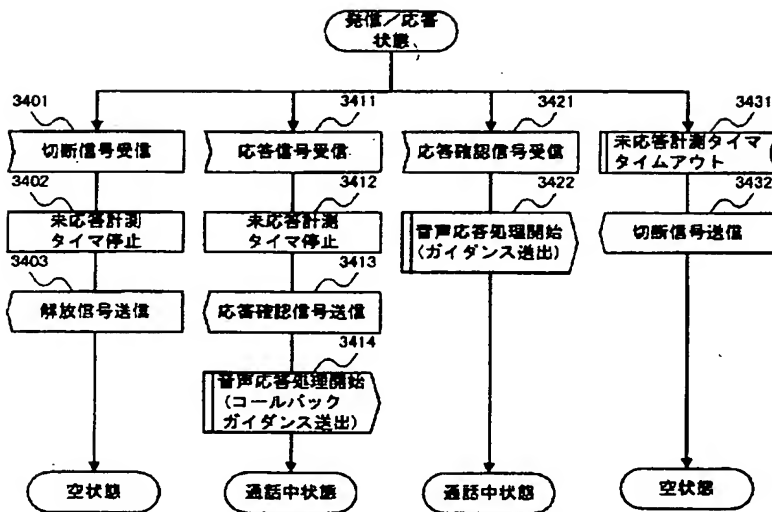 発信／応答
状態
3401
切断信号受信
3402
未応答計測
タイマ停止
3403
解放信号送信
空状態
3411
応答信号受信
3412
未応答計測
タイマ停止
3413
応答確認信号送信
3414
音声応答処理開始
(コールバック
ガイダンス送出)
通話中状態
3421
応答確認信号受信
3422
音声応答処理開始
(ガイダンス送出)
通話中状態
3431
未応答計測タイマ
タイムアウト
3432
切断信号送信
空状態